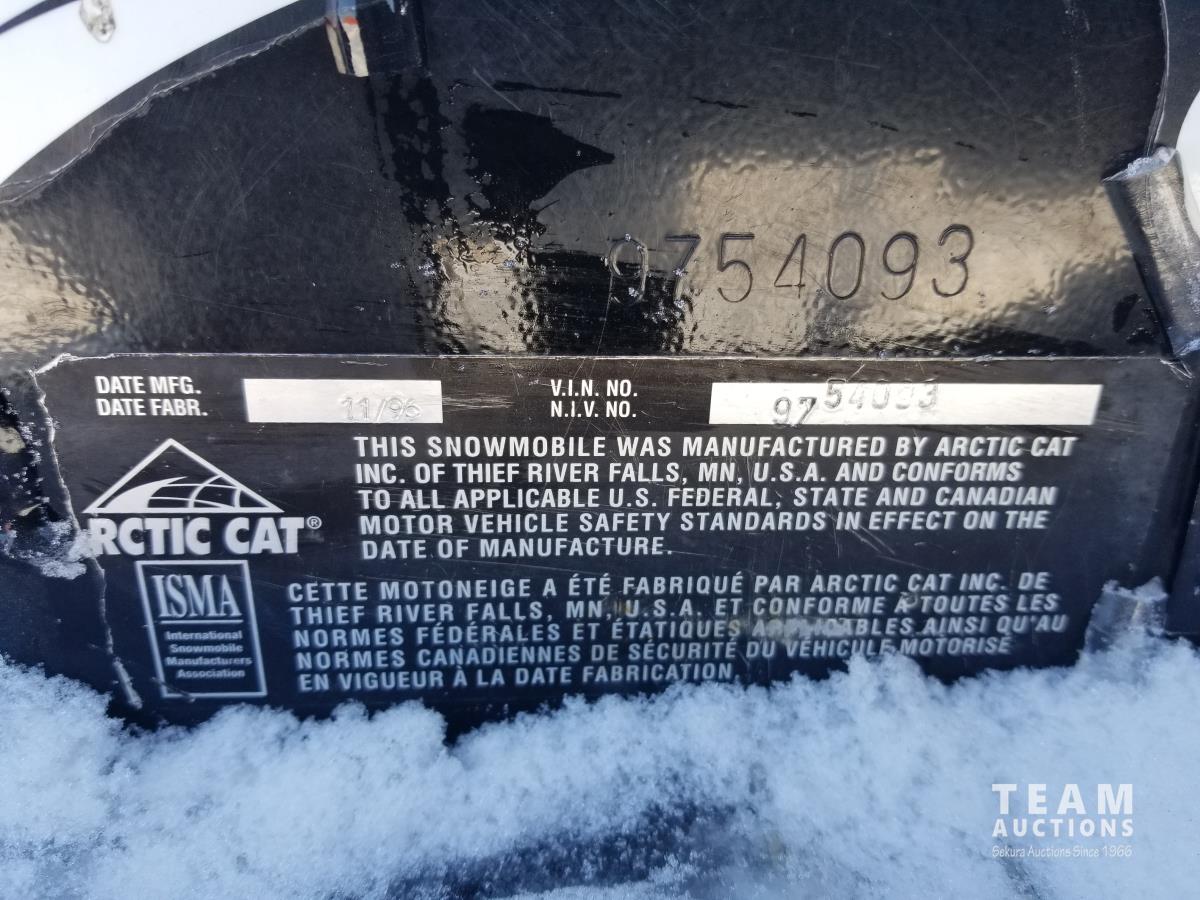 9754093
DATE MFG. 11/96 V.I.N. NO. 9754093
DATE FABR. N.I.V. NO.
THIS SNOWMOBILE WAS MANUFACTURED BY ARCTIC CAT
INC. OF THIEF RIVER FALLS, MN, U.S.A. AND CONFORMS
TO ALL APPLICABLE U.S. FEDERAL, STATE AND CANADIAN
MOTOR VEHICLE SAFETY STANDARDS IN EFFECT ON THE
DATE OF MANUFACTURE.
RCTIC CAT®
ISMA
International
Snowmobile
Manufacturers
Association
CETTE MOTONEIGE A ÉTÉ FABRIQUÉ PAR ARCTIC CAT INC. DE
THIEF RIVER FALLS, MN, U.S.A. ET CONFORME A TOUTES LES
NORMES FÉDÉRALES ET ÉTATIQUES APPLICABLES AINSI QU'AU
NORMES CANADIENNES DE SÉCURITÉ DU VÉHICULE MOTORISÉ
EN VIGUEUR À LA DATE FABRICATION.
TEAM
AUCTIONS
Sekura Auctions Since 1966